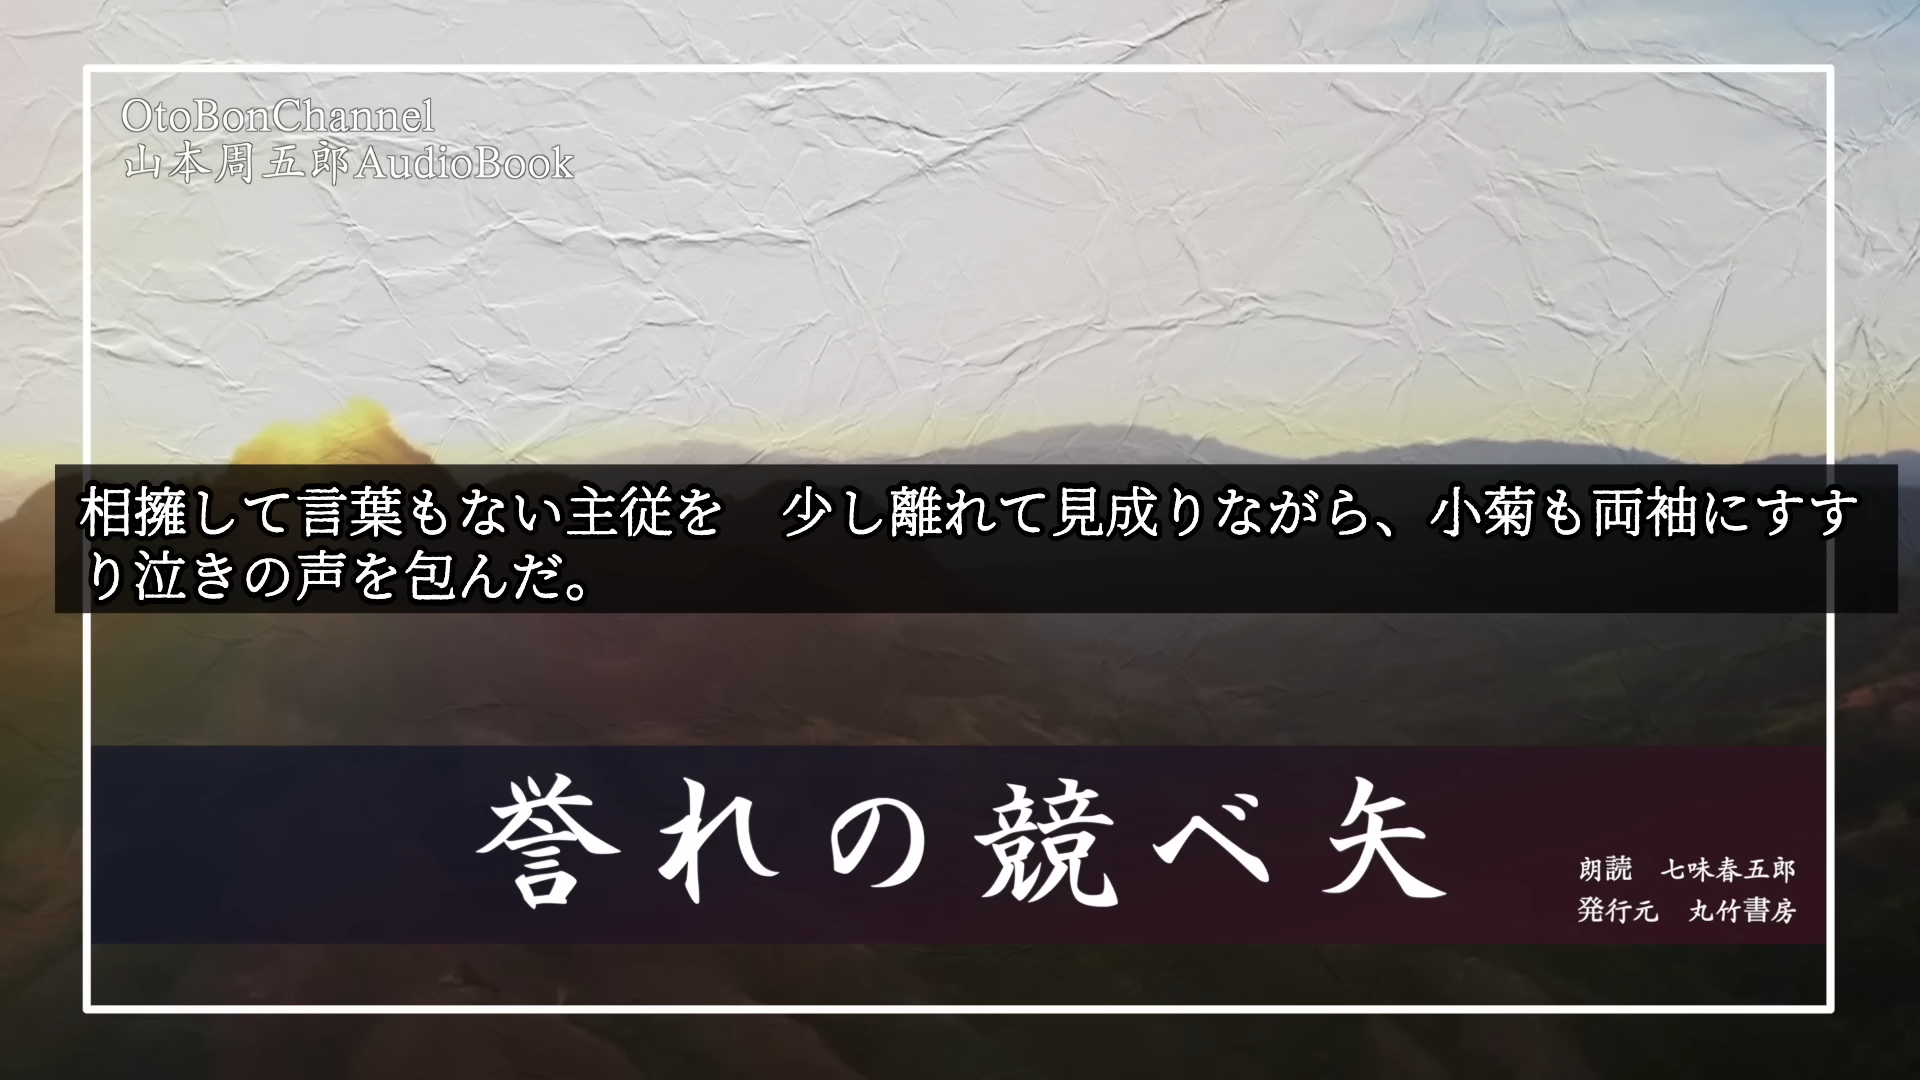 OtoBonChannel
山本周五郎AudioBook
相擁して言葉もない主従を　少し離れて見成りながら、小菊も両袖にすす
り泣きの声を包んだ。
誉れの競べ矢
朗読　七味春五郎
発行元　丸竹書房